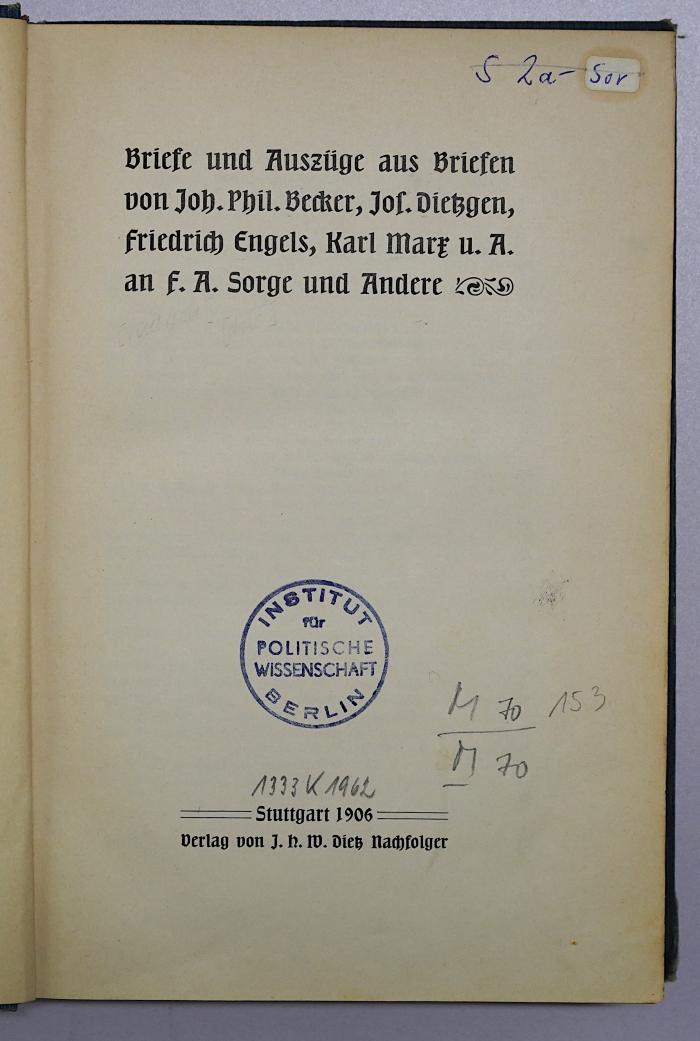 S 2a- Sor
Briefe und Auszüge aus Briefen
von Joh. Phil. Becker, Jos. Dietzgen,
Friedrich Engels, Karl Marx u. A.
an F. A. Sorge und Andere
INSTITUT
für
POLITISCHE
WISSENSCHAFT
BERLIN
M 70 153
M 70
1333 K 1962
Stuttgart 1906
Verlag von J. H. W. Dietz Nachfolger